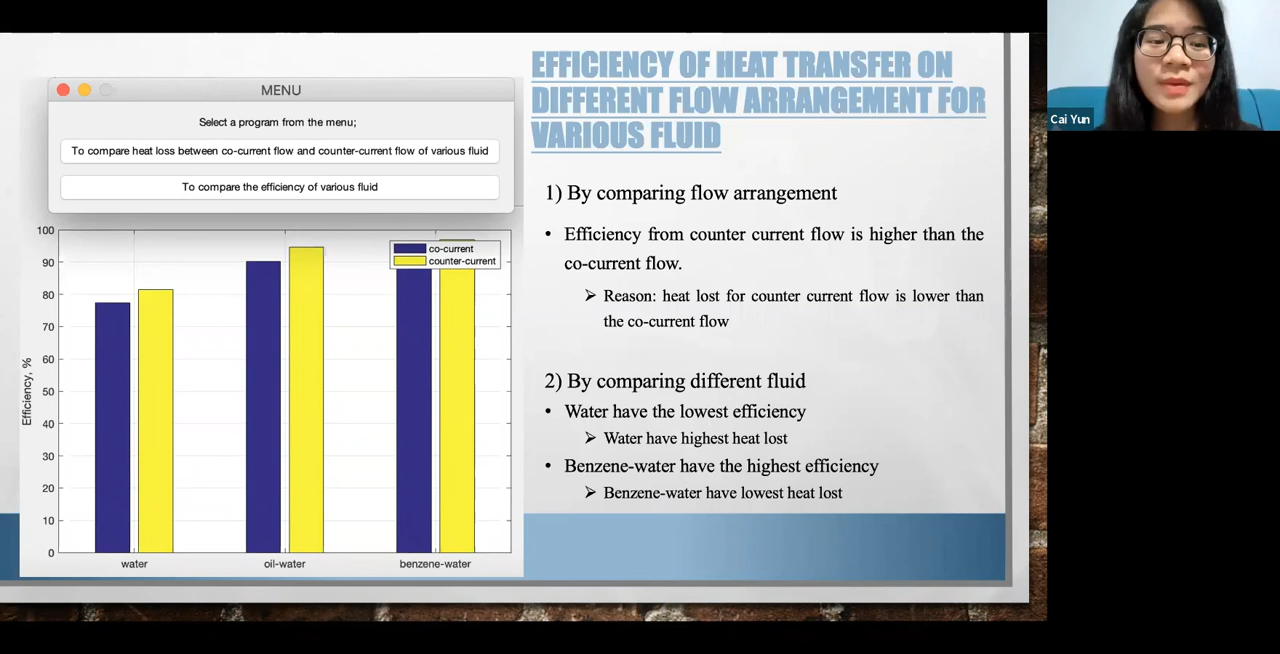 MENU
Select a program from the menu;
To compare heat loss between co-current flow and counter-current flow of various fluid
To compare the efficiency of various fluid
100
90
80
70
60
50
40
30
20
10
0
Efficiency, %
co-current
counter-current
water
oil-water
benzene-water
EFFICIENCY OF HEAT TRANSFER ON
DIFFERENT FLOW ARRANGEMENT FOR
VARIOUS FLUID
1) By comparing flow arrangement
• Efficiency from counter current flow is higher than the
co-current flow.
➢ Reason: heat lost for counter current flow is lower than
the co-current flow
2) By comparing different fluid
• Water have the lowest efficiency
➢ Water have highest heat lost
• Benzene-water have the highest efficiency
➢ Benzene-water have lowest heat lost
Cai Yun